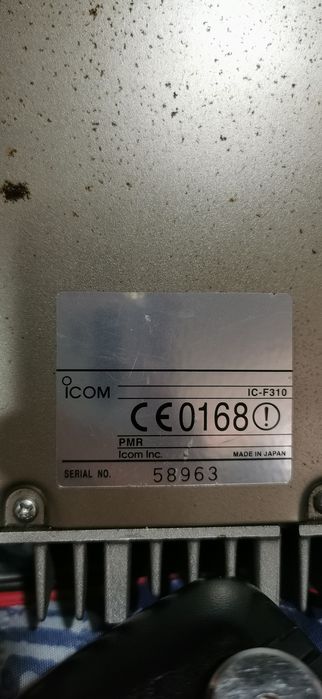 ICOM IC-F310
CE0168!
PMR
Icom Inc. MADE IN JAPAN
SERIAL NO. 58963